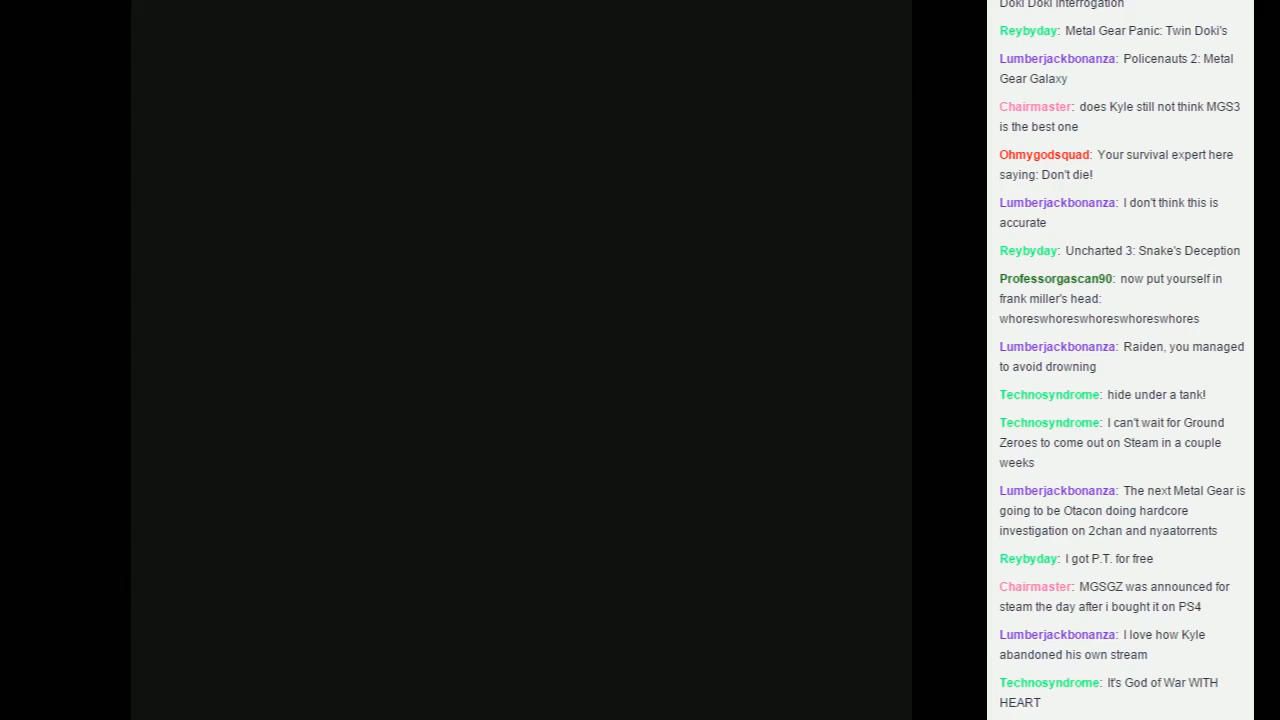 Doki Doki Interrogation
Reybyday: Metal Gear Panic: Twin Doki's
Lumberjackbonanza: Policenauts 2: Metal
Gear Galaxy
Chairmaster: does Kyle still not think MGS3
is the best one
Ohmygodsquad: Your survival expert here
saying: Don't die!
Lumberjackbonanza: I don't think this is
accurate
Reybyday: Uncharted 3: Snake's Deception
Professorgascan90: now put yourself in
frank miller's head:
whoreswhoreswhoreswhoreswhores
Lumberjackbonanza: Raiden, you managed
to avoid drowning
Technosyndrome: hide under a tank!
Technosyndrome: I can't wait for Ground
Zeroes to come out on Steam in a couple
weeks
Lumberjackbonanza: The next Metal Gear is
going to be Otacon doing hardcore
investigation on 2chan and nyaatorrents
Reybyday: I got P.T. for free
Chairmaster: MGSGZ was announced for
steam the day after i bought it on PS4
Lumberjackbonanza: I love how Kyle
abandoned his own stream
Technosyndrome: It's God of War WITH
HEART